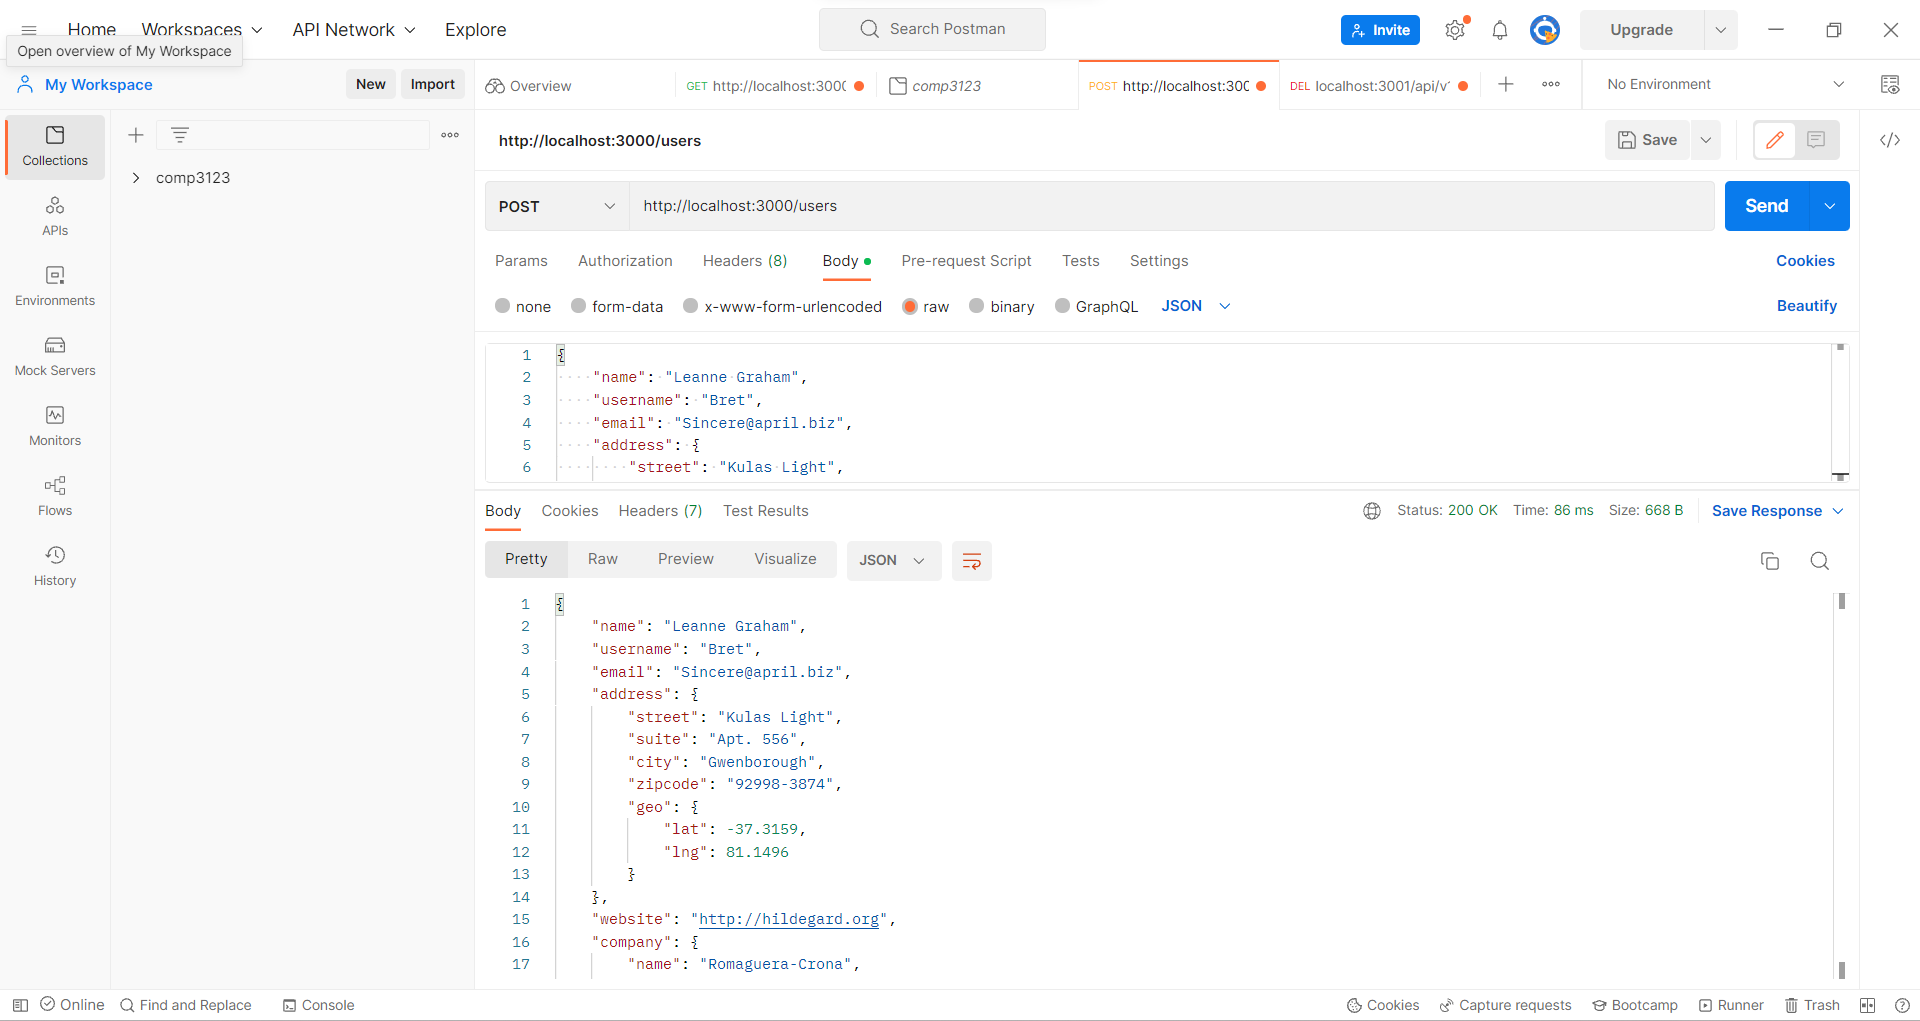 Home Workspaces API Network Explore Search Postman Invite Upgrade
Open overview of My Workspace
My Workspace New Import Overview GET http://localhost:300( comp3123 POST http://localhost:30( DEL localhost:3001/api/v No Environment
http://localhost:3000/users Save
Collections
comp3123
POST http://localhost:3000/users Send
APIs
Params Authorization Headers (8) Body Pre-request Script Tests Settings Cookies
Environments
none form-data x-www-form-urlencoded raw binary GraphQL JSON Beautify
Mock Servers
Monitors
Flows
History
1 {
2 "name": "Leanne Graham",
3 "username": "Bret",
4 "email": "Sincere@april.biz",
5 "address": {
6 "street": "Kulas Light",
Body Cookies Headers (7) Test Results Status: 200 OK Time: 86 ms Size: 668 B Save Response
Pretty Raw Preview Visualize JSON
1 {
2 "name": "Leanne Graham",
3 "username": "Bret",
4 "email": "Sincere@april.biz",
5 "address": {
6 "street": "Kulas Light",
7 "suite": "Apt. 556",
8 "city": "Gwenborough",
9 "zipcode": "92998-3874",
10 "geo": {
11 "lat": -37.3159,
12 "lng": 81.1496
13 }
14 },
15 "website": "http://hildegard.org",
16 "company": {
17 "name": "Romaguera-Crona",
Online Find and Replace Console Cookies Capture requests Bootcamp Runner Trash